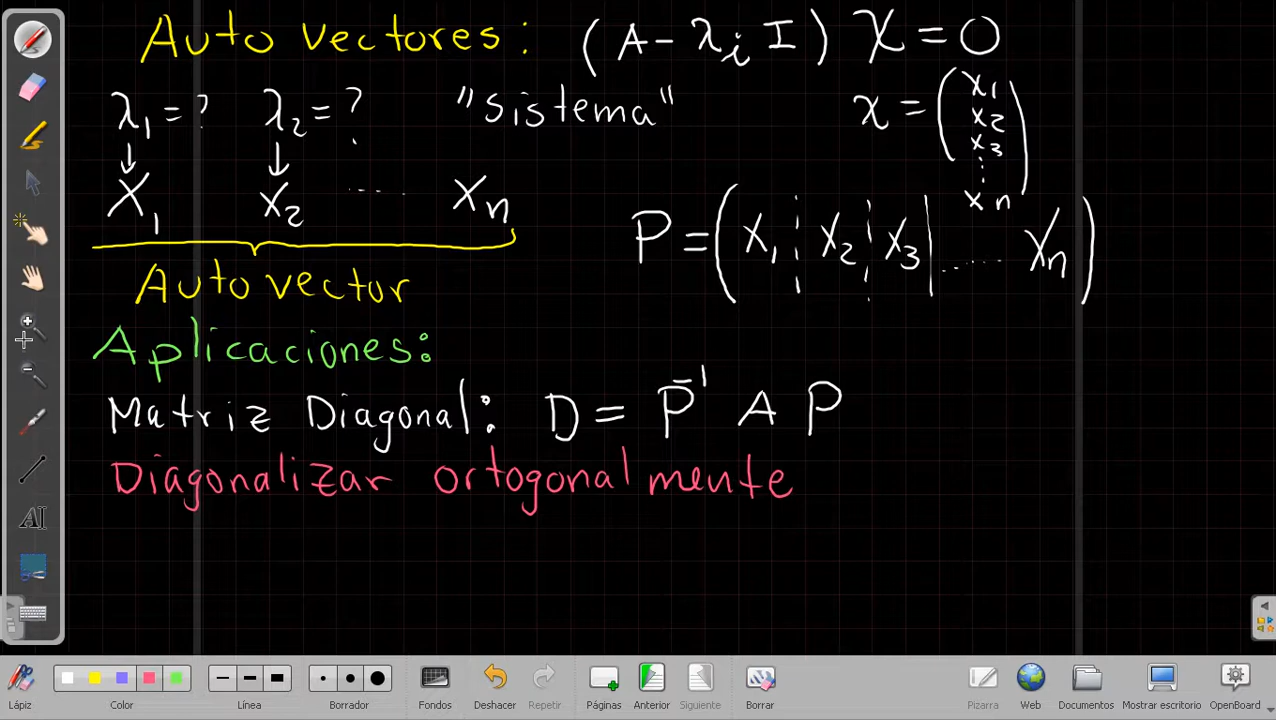 Auto vectores: (A - λi I) X = 0
λ1 = ? λ2 = ? "Sistema" x = (x1 x2 x3 ⋮ xn)
X1 X2 ..... Xn P = (X1 ¦ X2 ¦ X3 | ...... Xn)
Auto vector
Aplicaciones:
Matriz Diagonal: D = P⁻¹ A P
Diagonalizar ortogonalmente
Lápiz Color Línea Borrador Fondos Deshacer Repetir Páginas Anterior Siguiente Borrar Pizarra Web Documentos Mostrar escritorio OpenBoard